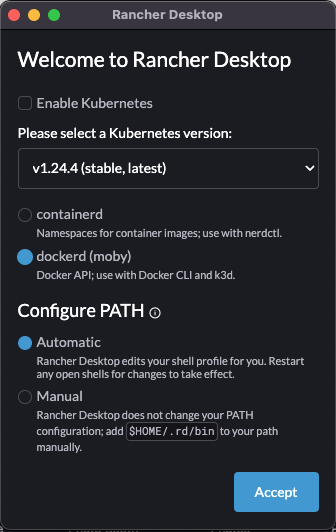 Rancher Desktop
Welcome to Rancher Desktop
Enable Kubernetes
Please select a Kubernetes version:
v1.24.4 (stable, latest)
containerd
Namespaces for container images; use with nerdctl.
dockerd (moby)
Docker API; use with Docker CLI and k3d.
Configure PATH
Automatic
Rancher Desktop edits your shell profile for you. Restart
any open shells for changes to take effect.
Manual
Rancher Desktop does not change your PATH
configuration; add $HOME/.rd/bin to your path
manually.
Accept